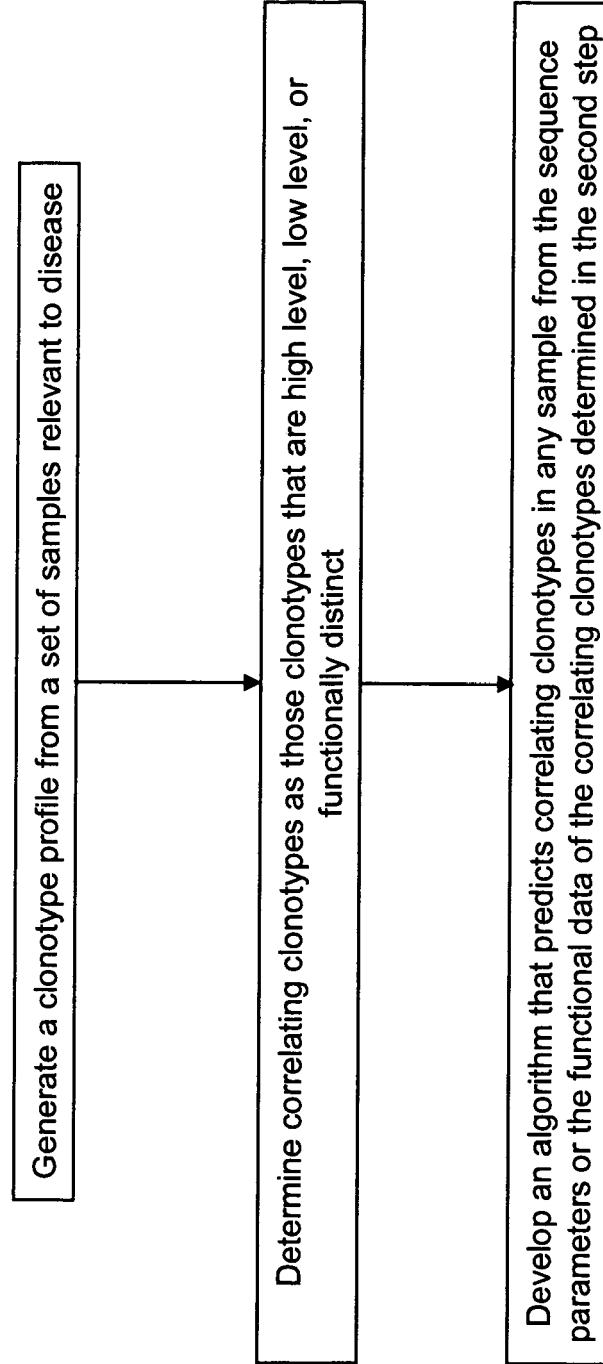 Generate a clonotype profile from a set of samples relevant to disease
Determine correlating clonotypes as those clonotypes that are high level, low level, or
functionally distinct
Develop an algorithm that predicts correlating clonotypes in any sample from the sequence
parameters or the functional data of the correlating clonotypes determined in the second step